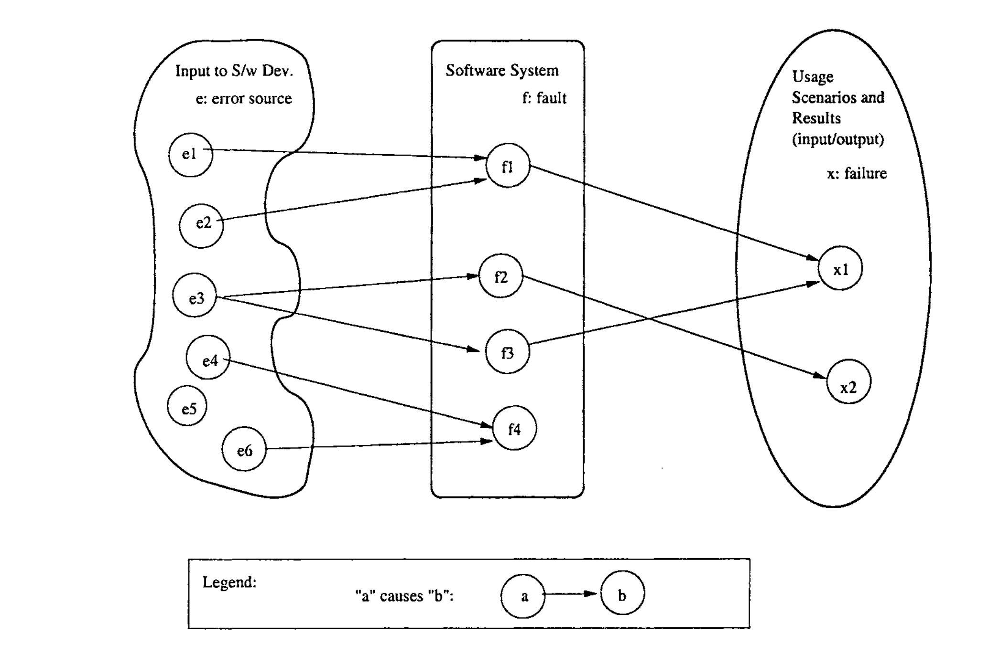 Input to S/w Dev.
e: error source
e1
e2
e3
e4
e5
e6
Software System
f: fault
f1
f2
f3
f4
Usage
Scenarios and
Results
(input/output)
x: failure
x1
x2
Legend:
"a" causes "b":
a
b